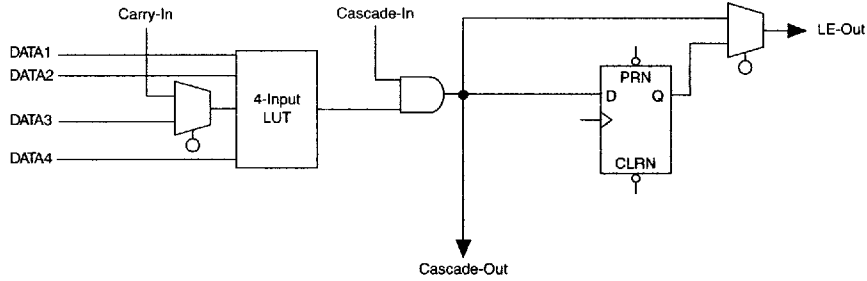 Carry-In
Cascade-In
LE-Out
DATA1
DATA2
DATA3
DATA4
4-Input
LUT
PRN
D
Q
CLRN
Cascade-Out